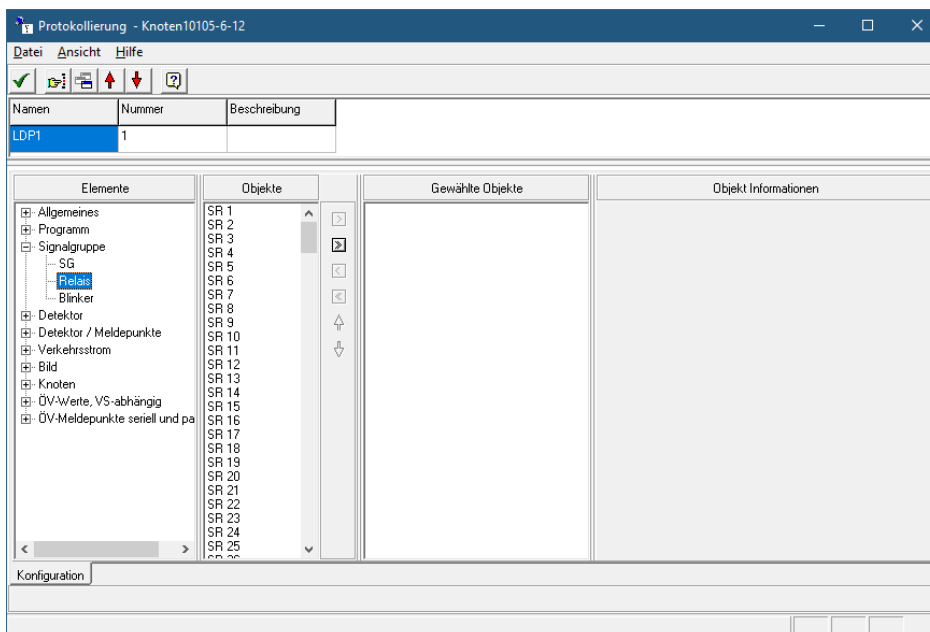 Protokollierung - Knoten10105-6-12
Datei Ansicht Hilfe
Namen Nummer Beschreibung
LDP1 1
Elemente Objekte Gewählte Objekte Objekt Informationen
Allgemeines
Programm
Signalgruppe
SG
Relais
Blinker
Detektor
Detektor / Meldepunkte
Verkehrsstrom
Bild
Knoten
ÖV-Werte, VS-abhängig
ÖV-Meldepunkte seriell und pa
SR 1
SR 2
SR 3
SR 4
SR 5
SR 6
SR 7
SR 8
SR 9
SR 10
SR 11
SR 12
SR 13
SR 14
SR 15
SR 16
SR 17
SR 18
SR 19
SR 20
SR 21
SR 22
SR 23
SR 24
SR 25
Konfiguration